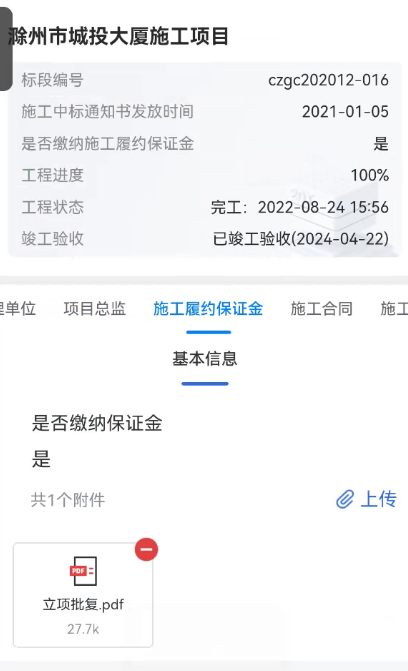 滁州市城投大厦施工项目
标段编号 czgc202012-016
施工中标通知书发放时间 2021-01-05
是否缴纳施工履约保证金 是
工程进度 100%
工程状态 完工：2022-08-24 15:56
竣工验收 已竣工验收(2024-04-22)
理单位 项目总监 施工履约保证金 施工合同 施工
基本信息
是否缴纳保证金
是
共1个附件 上传
PDF
立项批复.pdf
27.7k